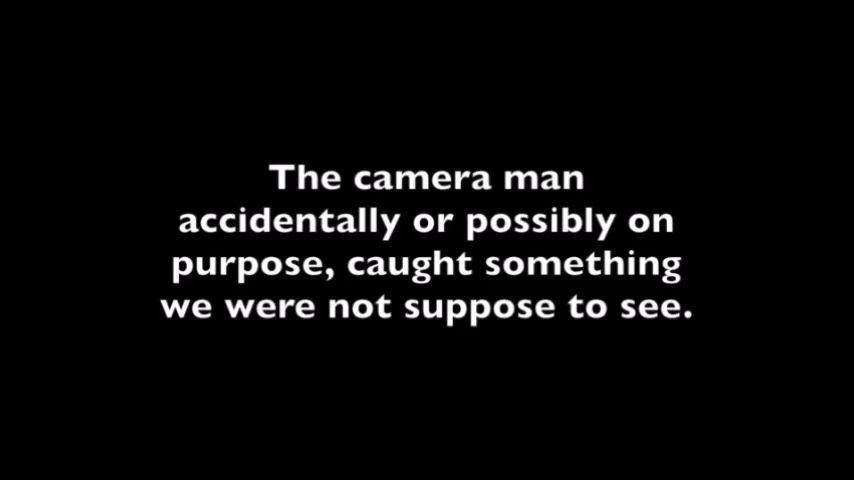 The camera man
accidentally or possibly on
purpose, caught something
we were not suppose to see.